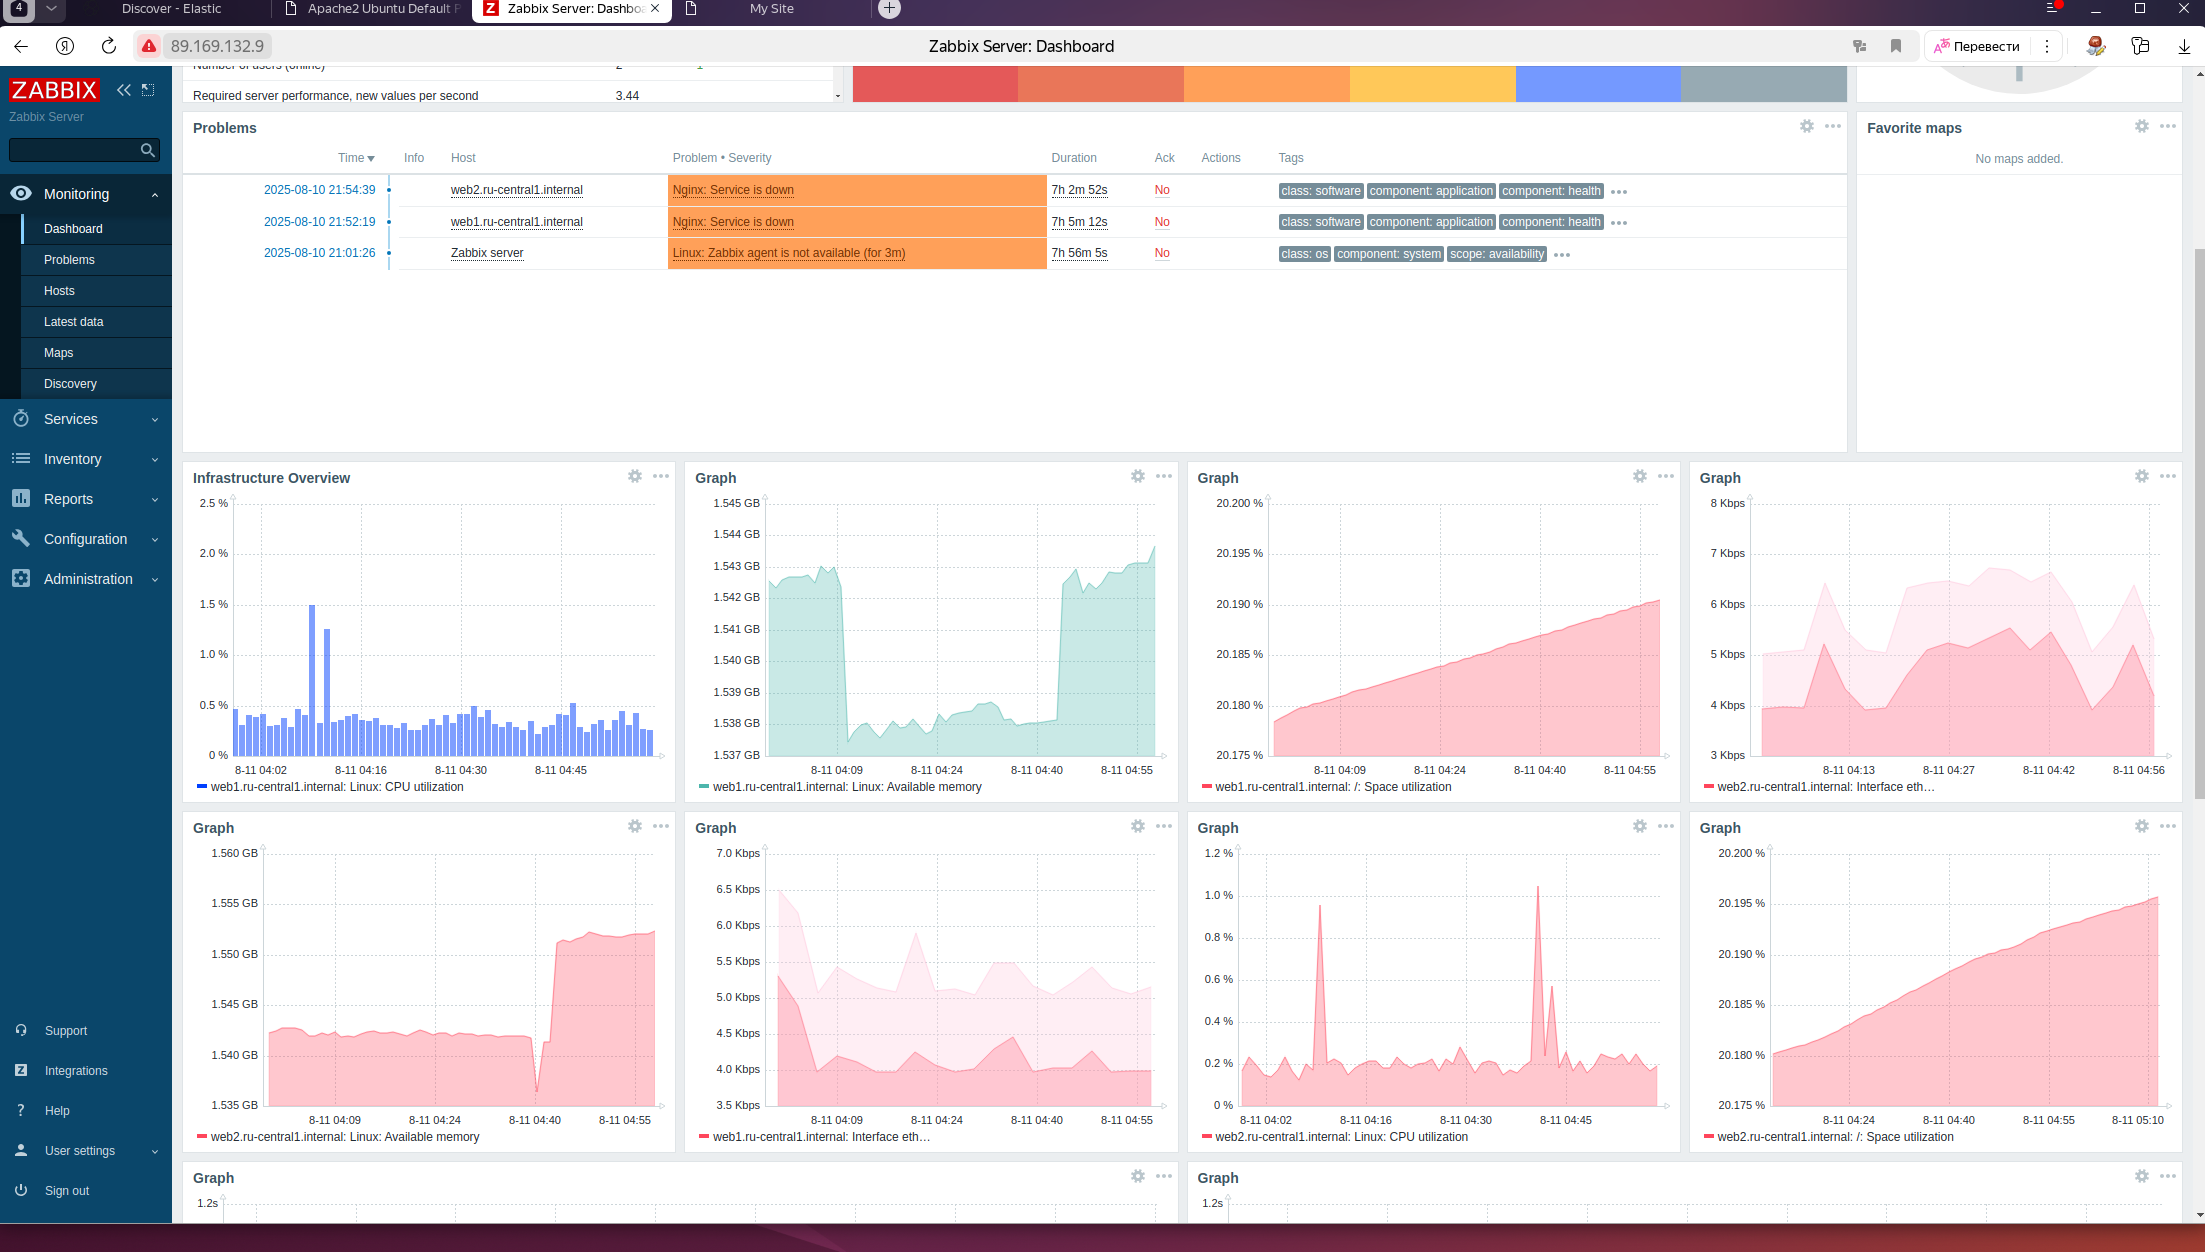 4
Discover - Elastic
Apache2 Ubuntu Default P
Z Zabbix Server: Dashbo
My Site
89.169.132.9
Zabbix Server: Dashboard
Перевести
ZABBIX
Zabbix Server
Monitoring
Dashboard
Problems
Hosts
Latest data
Maps
Discovery
Services
Inventory
Reports
Configuration
Administration
Support
Integrations
Help
User settings
Sign out
Number of users (online) 2 1
Required server performance, new values per second 3.44
Problems
Time Info Host Problem • Severity Duration Ack Actions Tags
2025-08-10 21:54:39 web2.ru-central1.internal Nginx: Service is down 7h 2m 52s No class: software component: application component: health
2025-08-10 21:52:19 web1.ru-central1.internal Nginx: Service is down 7h 5m 12s No class: software component: application component: health
2025-08-10 21:01:26 Zabbix server Linux: Zabbix agent is not available (for 3m) 7h 56m 5s No class: os component: system scope: availability
Favorite maps
No maps added.
Infrastructure Overview
2.5 %
2.0 %
1.5 %
1.0 %
0.5 %
0 %
8-11 04:02 8-11 04:16 8-11 04:30 8-11 04:45
web1.ru-central1.internal: Linux: CPU utilization
Graph
1.545 GB
1.544 GB
1.543 GB
1.542 GB
1.541 GB
1.540 GB
1.539 GB
1.538 GB
1.537 GB
8-11 04:09 8-11 04:24 8-11 04:40 8-11 04:55
web1.ru-central1.internal: Linux: Available memory
Graph
20.200 %
20.195 %
20.190 %
20.185 %
20.180 %
20.175 %
8-11 04:09 8-11 04:24 8-11 04:40 8-11 04:55
web1.ru-central1.internal: /: Space utilization
Graph
8 Kbps
7 Kbps
6 Kbps
5 Kbps
4 Kbps
3 Kbps
8-11 04:13 8-11 04:27 8-11 04:42 8-11 04:56
web2.ru-central1.internal: Interface eth…
Graph
1.560 GB
1.555 GB
1.550 GB
1.545 GB
1.540 GB
1.535 GB
8-11 04:09 8-11 04:24 8-11 04:40 8-11 04:55
web2.ru-central1.internal: Linux: Available memory
Graph
7.0 Kbps
6.5 Kbps
6.0 Kbps
5.5 Kbps
5.0 Kbps
4.5 Kbps
4.0 Kbps
3.5 Kbps
8-11 04:09 8-11 04:24 8-11 04:40 8-11 04:55
web1.ru-central1.internal: Interface eth…
Graph
1.2 %
1.0 %
0.8 %
0.6 %
0.4 %
0.2 %
0 %
8-11 04:02 8-11 04:16 8-11 04:30 8-11 04:45
web2.ru-central1.internal: Linux: CPU utilization
Graph
20.200 %
20.195 %
20.190 %
20.185 %
20.180 %
20.175 %
8-11 04:24 8-11 04:40 8-11 04:55 8-11 05:10
web2.ru-central1.internal: /: Space utilization
Graph
1.2s
Graph
1.2s